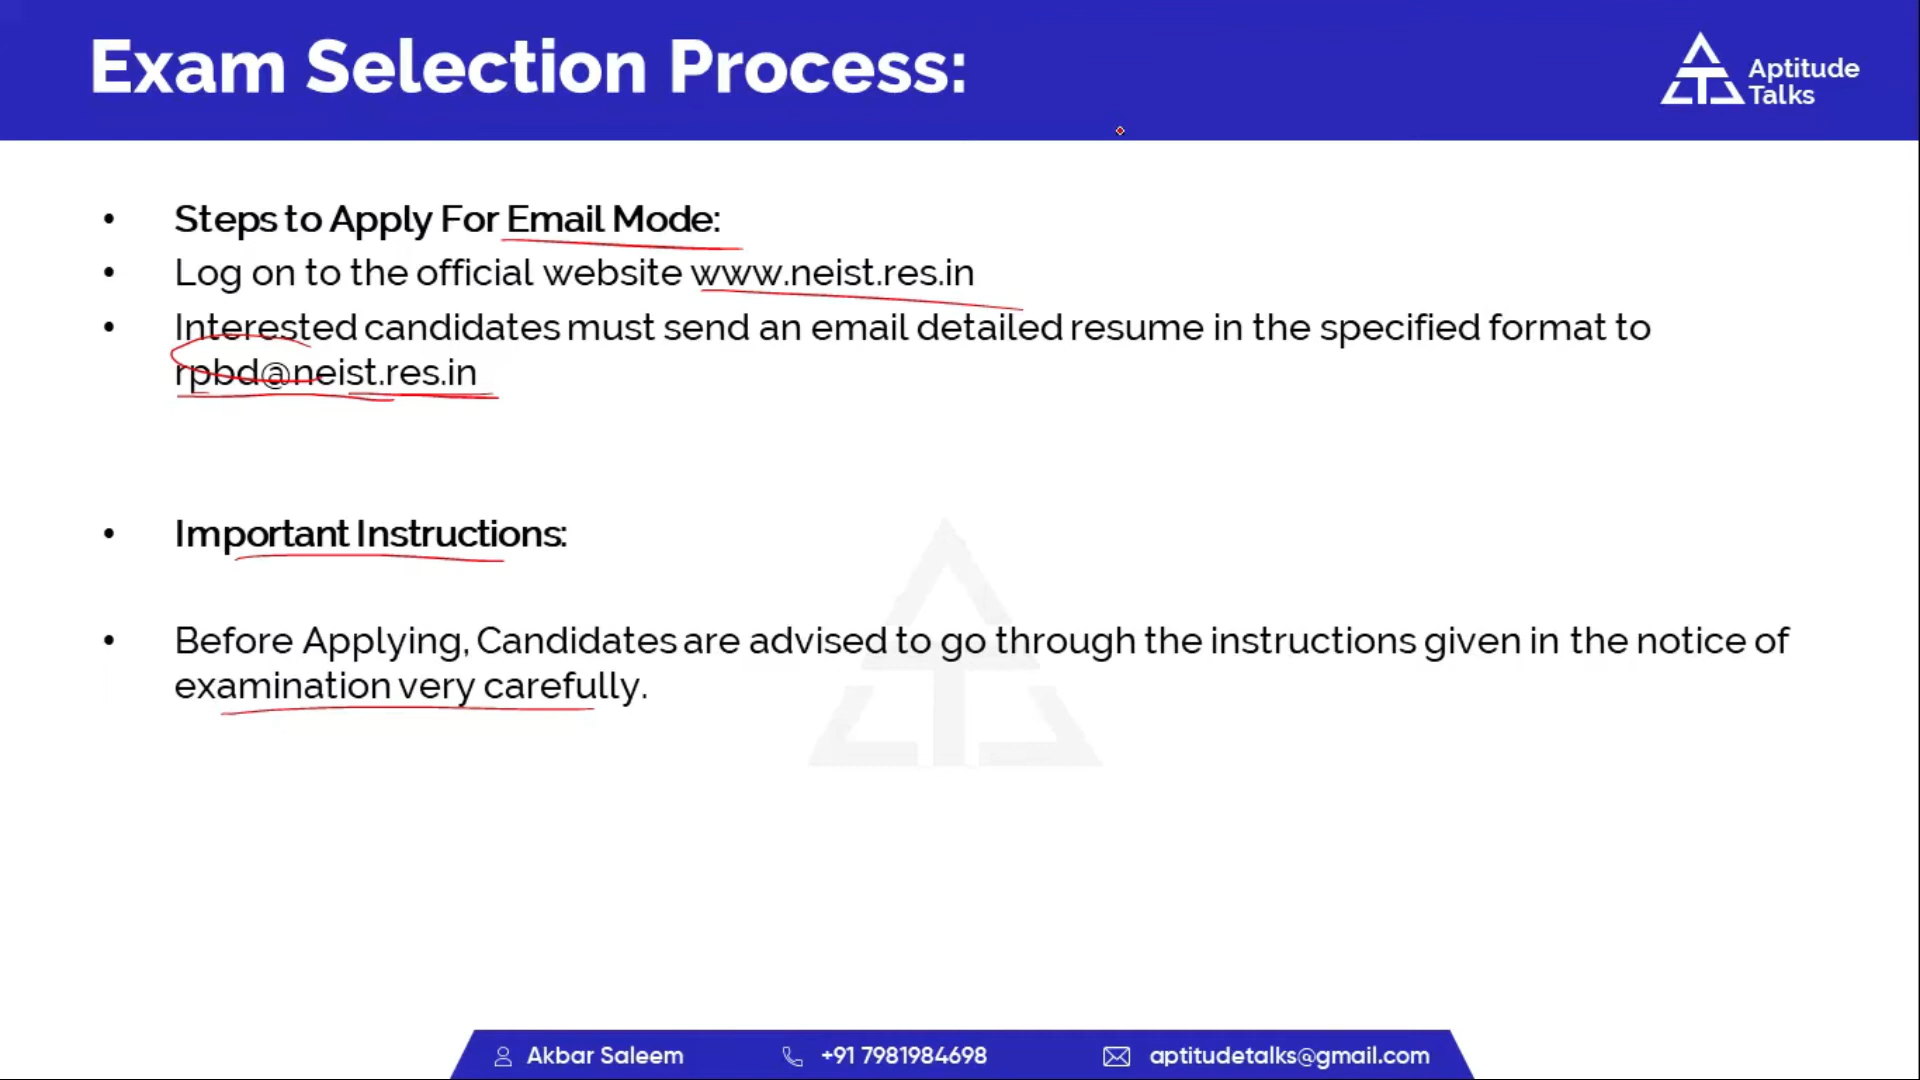 Exam Selection Process:
Aptitude
Talks
• Steps to Apply For Email Mode:
• Log on to the official website www.neist.res.in
• Interested candidates must send an email detailed resume in the specified format to
rpbd@neist.res.in
• Important Instructions:
• Before Applying, Candidates are advised to go through the instructions given in the notice of
examination very carefully.
Akbar Saleem +91 7981984698 aptitudetalks@gmail.com